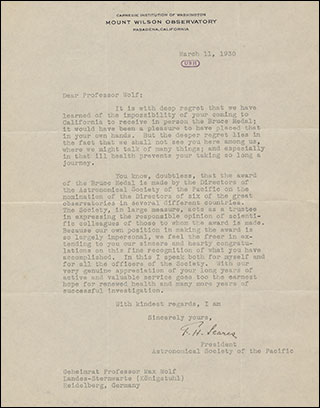 CARNEGIE INSTITUTION OF WASHINGTON
MOUNT WILSON OBSERVATORY
PASADENA, CALIFORNIA
March 11, 1930
Dear Professor Wolf:
It is with deep regret that we have
learned of the impossibility of your coming to
California to receive in person the Bruce Medal;
it would have been a pleasure to have placed that
in your own hands. But the deeper regret lies in
the fact that we shall not see you here among us,
where we might talk of many things; and especially
in that ill health prevents your taking so long a
journey.
You know, doubtless, that the award
of the Bruce Medal is made by the Directors of
the Astronomical Society of the Pacific on the
nomination of the Directors of six of the great
observatories in several different countries.
The Society, in large measure, acts as a trustee
in expressing the responsible opinion of scienti-
fic colleagues of those to whom the award is made.
Because our own position in making the award is
so largely impersonal, we feel the freer in ex-
tending to you our sincere and hearty congratu-
lations on this fine recognition of what you have
accomplished. In this I speak both for myself and
for all the officers of the Society. With our
very genuine appreciation of your long years of
active and valuable service goes too the earnest
hope for renewed health and many more years of
successful investigation.
With kindest regards, I am
Sincerely yours,
F. H. Seares
President
Astronomical Society of the Pacific
Geheimrat Professor Max Wolf
Landes-Sternwarte (Königstuhl)
Heidelberg, Germany